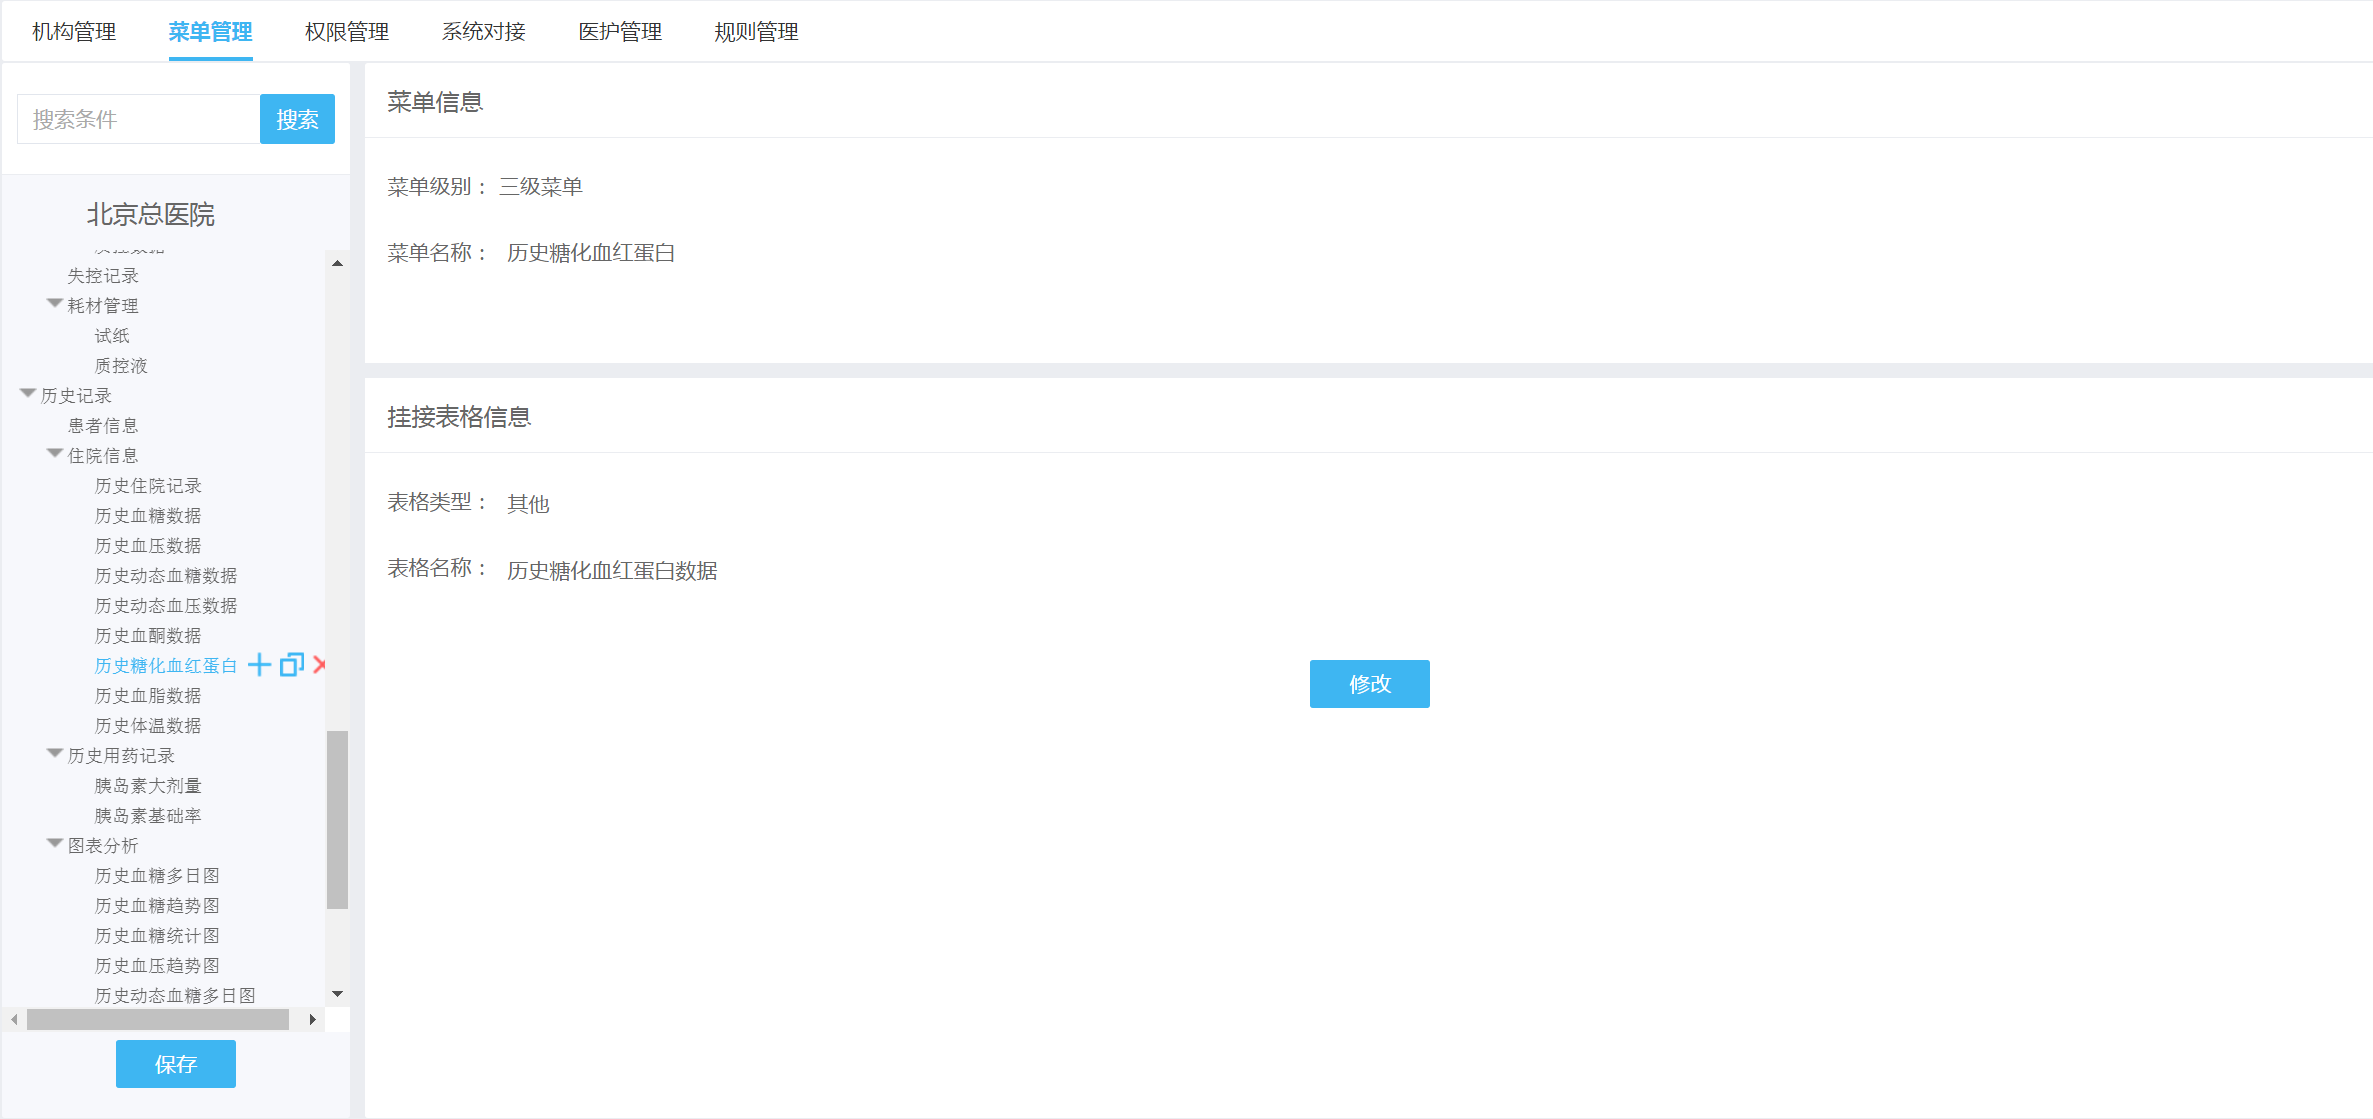 机构管理 菜单管理 权限管理 系统对接 医护管理 规则管理
搜索条件 搜索
北京总医院
失控记录
耗材管理
试纸
质控液
历史记录
患者信息
住院信息
历史住院记录
历史血糖数据
历史血压数据
历史动态血糖数据
历史动态血压数据
历史血酮数据
历史糖化血红蛋白
历史血脂数据
历史体温数据
历史用药记录
胰岛素大剂量
胰岛素基础率
图表分析
历史血糖多日图
历史血糖趋势图
历史血糖统计图
历史血压趋势图
历史动态血糖多日图
保存
菜单信息
菜单级别： 三级菜单
菜单名称： 历史糖化血红蛋白
挂接表格信息
表格类型： 其他
表格名称： 历史糖化血红蛋白数据
修改